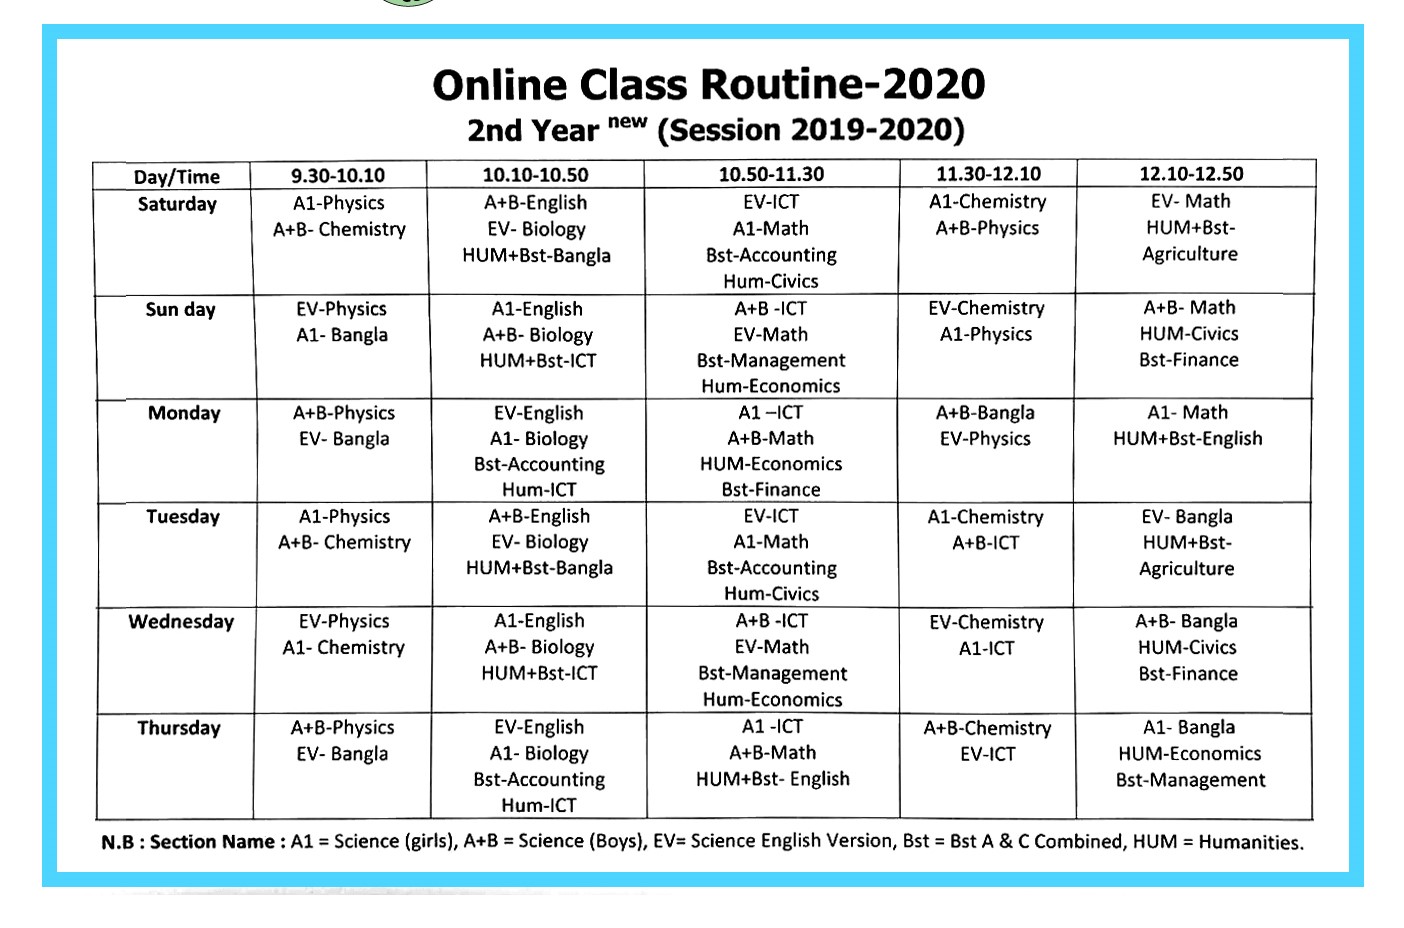 Online Class Routine-2020
2nd Year new (Session 2019-2020)
Day/Time 9.30-10.10 10.10-10.50 10.50-11.30 11.30-12.10 12.10-12.50
Saturday A1-Physics A+B-English EV-ICT A1-Chemistry EV- Math
A+B- Chemistry EV- Biology A1-Math A+B-Physics HUM+Bst-
HUM+Bst-Bangla Bst-Accounting Agriculture
Hum-Civics
Sun day EV-Physics A1-English A+B -ICT EV-Chemistry A+B- Math
A1- Bangla A+B- Biology EV-Math A1-Physics HUM-Civics
HUM+Bst-ICT Bst-Management Bst-Finance
Hum-Economics
Monday A+B-Physics EV-English A1 –ICT A+B-Bangla A1- Math
EV- Bangla A1- Biology A+B-Math EV-Physics HUM+Bst-English
Bst-Accounting HUM-Economics
Hum-ICT Bst-Finance
Tuesday A1-Physics A+B-English EV-ICT A1-Chemistry EV- Bangla
A+B- Chemistry EV- Biology A1-Math A+B-ICT HUM+Bst-
HUM+Bst-Bangla Bst-Accounting Agriculture
Hum-Civics
Wednesday EV-Physics A1-English A+B -ICT EV-Chemistry A+B- Bangla
A1- Chemistry A+B- Biology EV-Math A1-ICT HUM-Civics
HUM+Bst-ICT Bst-Management Bst-Finance
Hum-Economics
Thursday A+B-Physics EV-English A1 -ICT A+B-Chemistry A1- Bangla
EV- Bangla A1- Biology A+B-Math EV-ICT HUM-Economics
Bst-Accounting HUM+Bst- English Bst-Management
Hum-ICT
N.B : Section Name : A1 = Science (girls), A+B = Science (Boys), EV= Science English Version, Bst = Bst A & C Combined, HUM = Humanities.